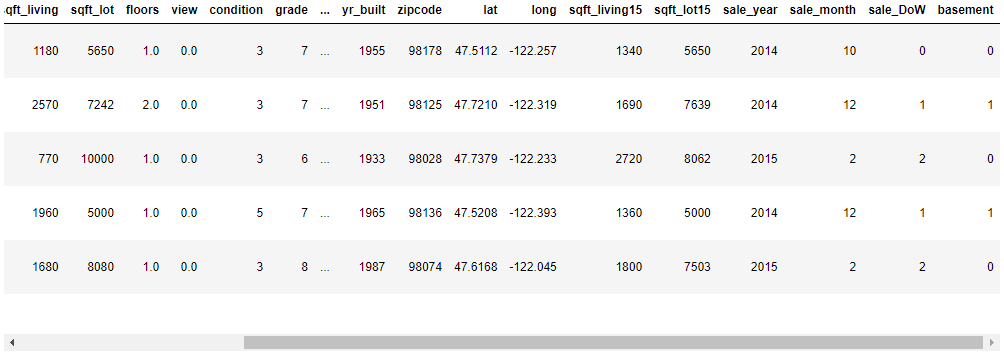 sqft_living sqft_lot floors view condition grade ... yr_built zipcode lat long sqft_living15 sqft_lot15 sale_year sale_month sale_DoW basement
1180 5650 1.0 0.0 3 7 ... 1955 98178 47.5112 -122.257 1340 5650 2014 10 0 0
2570 7242 2.0 0.0 3 7 ... 1951 98125 47.7210 -122.319 1690 7639 2014 12 1 1
770 10000 1.0 0.0 3 6 ... 1933 98028 47.7379 -122.233 2720 8062 2015 2 2 0
1960 5000 1.0 0.0 5 7 ... 1965 98136 47.5208 -122.393 1360 5000 2014 12 1 1
1680 8080 1.0 0.0 3 8 ... 1987 98074 47.6168 -122.045 1800 7503 2015 2 2 0